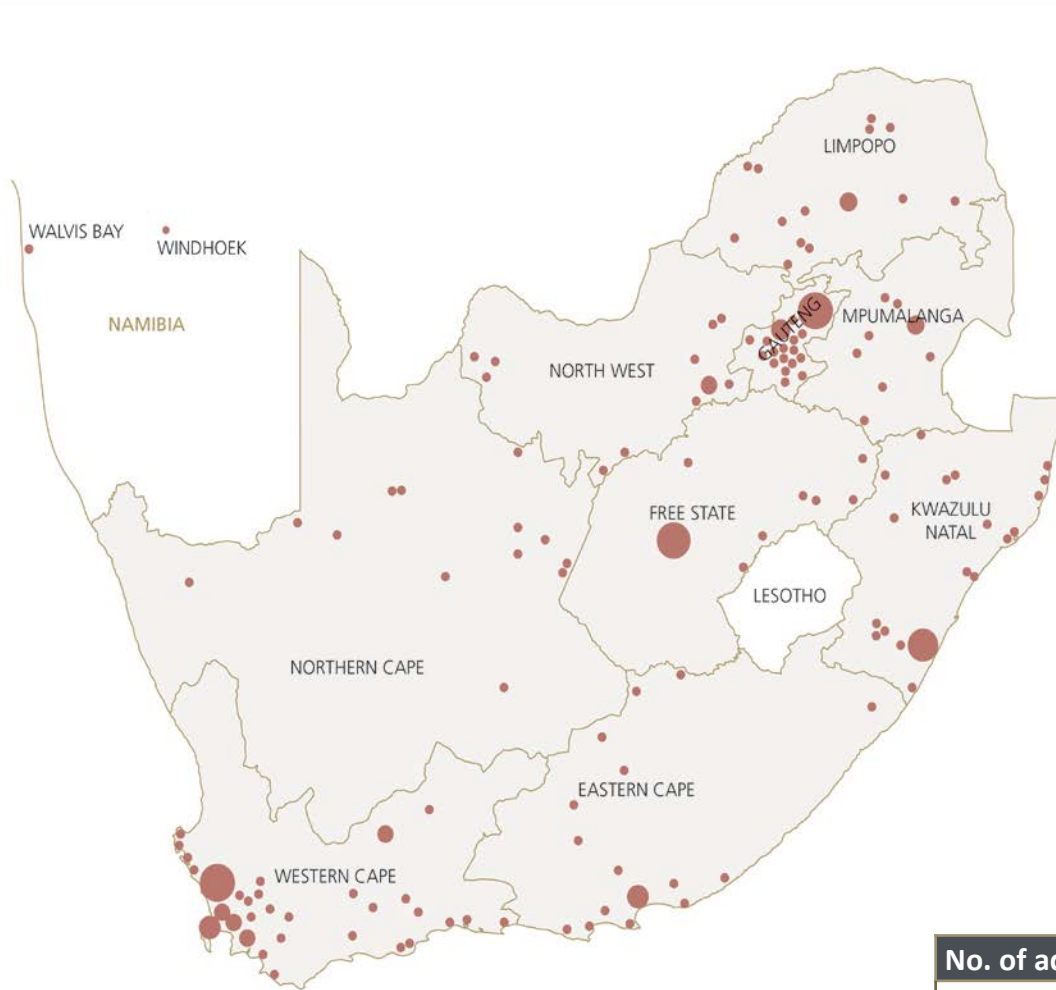 LIMPOPO
WALVIS BAY
WINDHOEK
NAMIBIA
GAUTENG
MPUMALANGA
NORTH WEST
FREE STATE
KWAZULU
NATAL
LESOTHO
NORTHERN CAPE
EASTERN CAPE
WESTERN CAPE
No. of